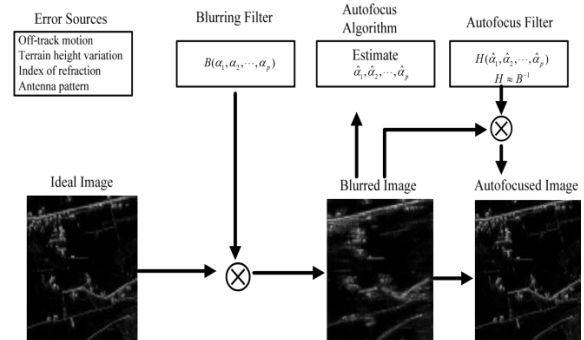 Error Sources
Off-track motion
Terrain height variation
Index of refraction
Antenna pattern
Blurring Filter
B(α₁,α₂,⋯,αₚ)
Autofocus
Algorithm
Estimate
α̂₁,α̂₂,⋯,α̂ₚ
Autofocus Filter
H(α̂₁,α̂₂,⋯,α̂ₚ)
H ≈ B⁻¹
Ideal Image
Blurred Image
Autofocused Image